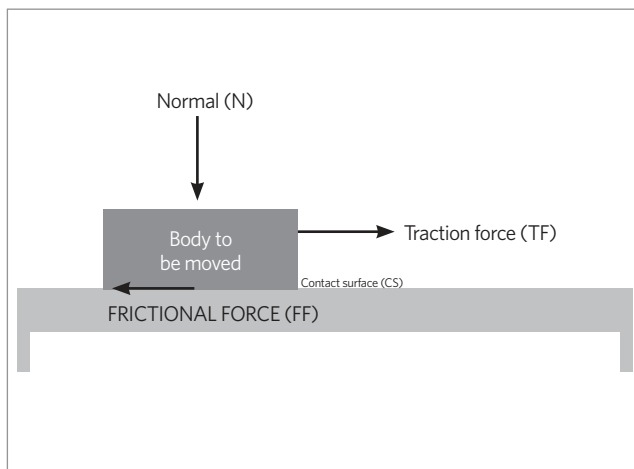 Normal (N)
Traction force (TF)
Body to
be moved
Contact surface (CS)
FRICTIONAL FORCE (FF)